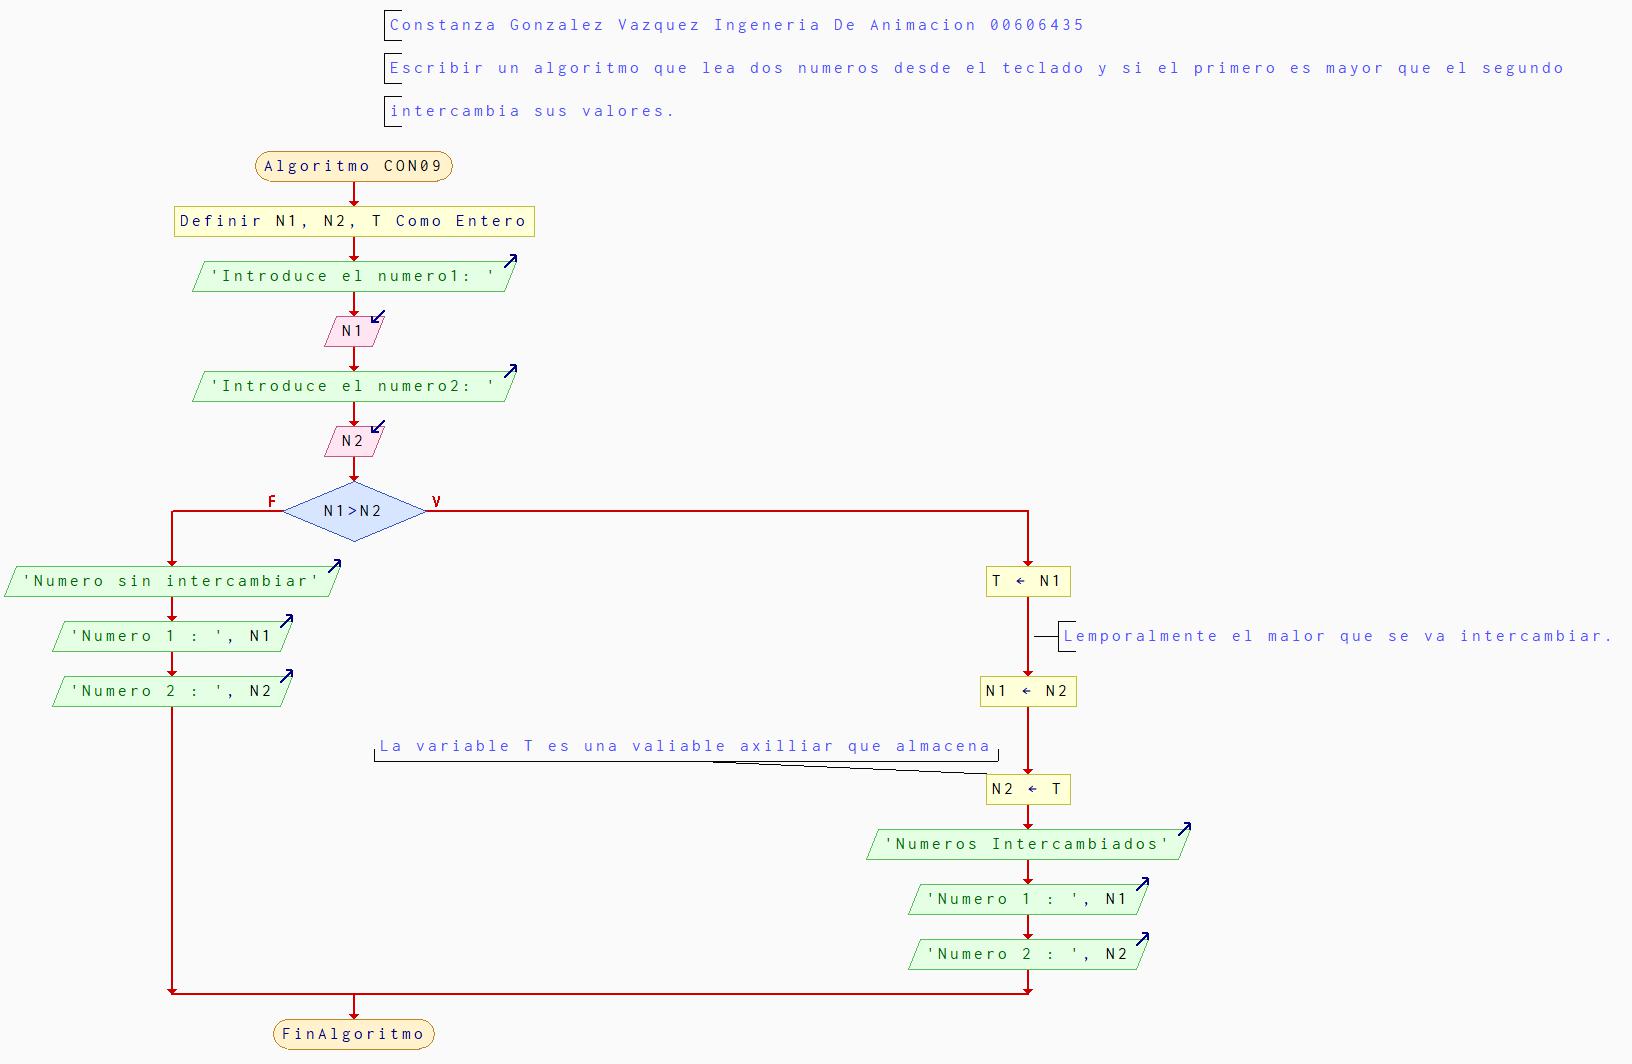 Constanza Gonzalez Vazquez Ingeneria De Animacion 00606435
Escribir un algoritmo que lea dos numeros desde el teclado y si el primero es mayor que el segundo
intercambia sus valores.
Algoritmo CON09
Definir N1, N2, T Como Entero
'Introduce el numero1: '
N1
'Introduce el numero2: '
N2
F
V
N1>N2
'Numero sin intercambiar'
'Numero 1 : ', N1
'Numero 2 : ', N2
T ← N1
Lemporalmente el malor que se va intercambiar.
N1 ← N2
La variable T es una valiable axilliar que almacena
N2 ← T
'Numeros Intercambiados'
'Numero 1 : ', N1
'Numero 2 : ', N2
FinAlgoritmo